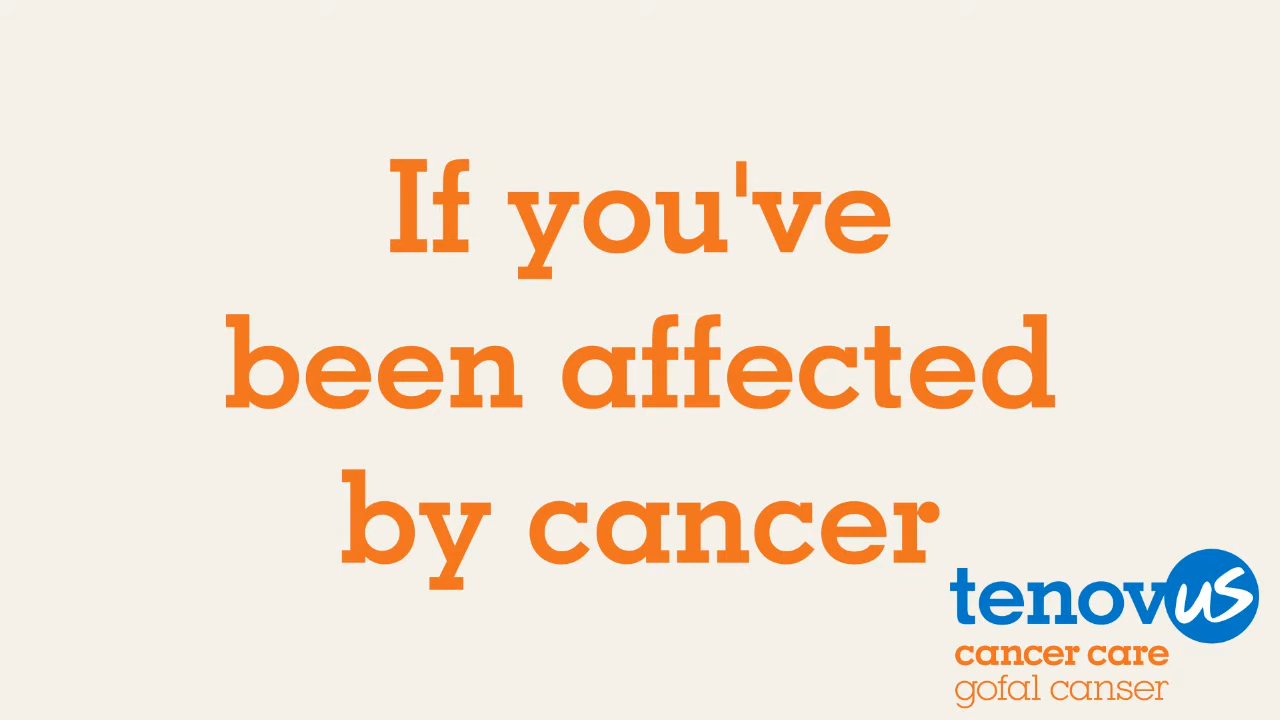 If you've
been affected
by cancer
tenovus
cancer care
gofal canser